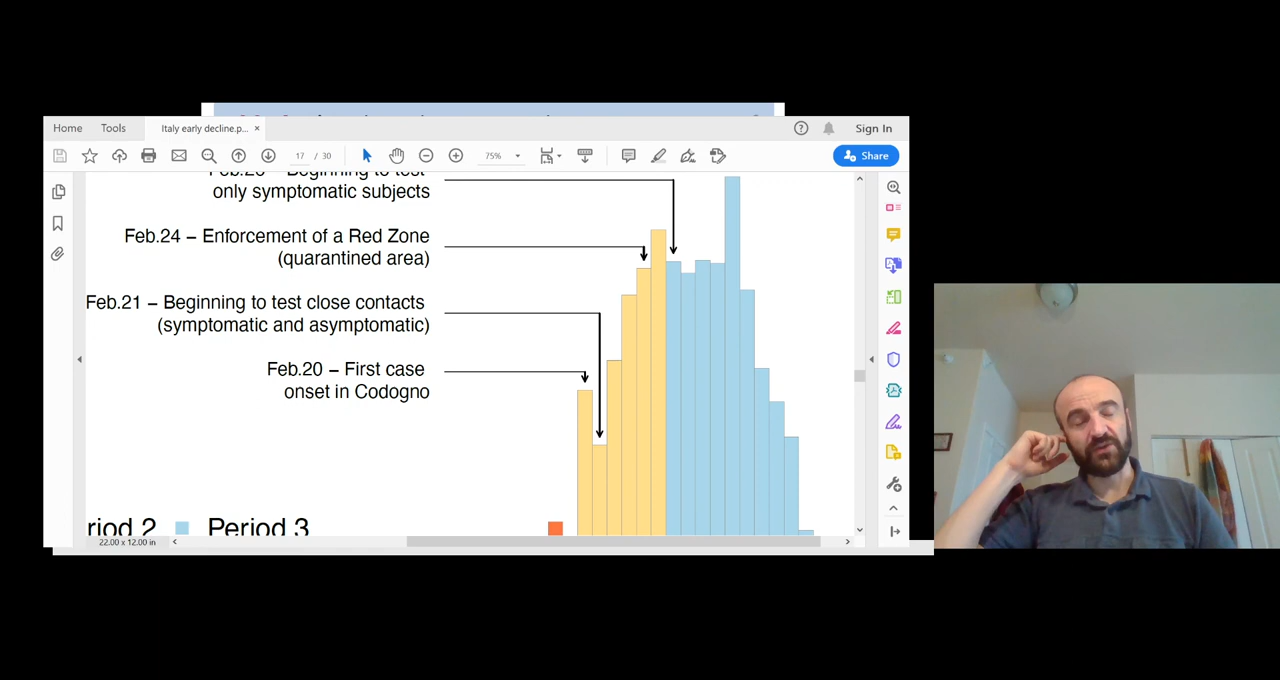 Home Tools Italy early decline.p... × Sign In
17 / 30 75% Share
only symptomatic subjects
Feb.24 – Enforcement of a Red Zone
(quarantined area)
Feb.21 – Beginning to test close contacts
(symptomatic and asymptomatic)
Feb.20 – First case
onset in Codogno
riod 2 Period 3
22.00 x 12.00 in